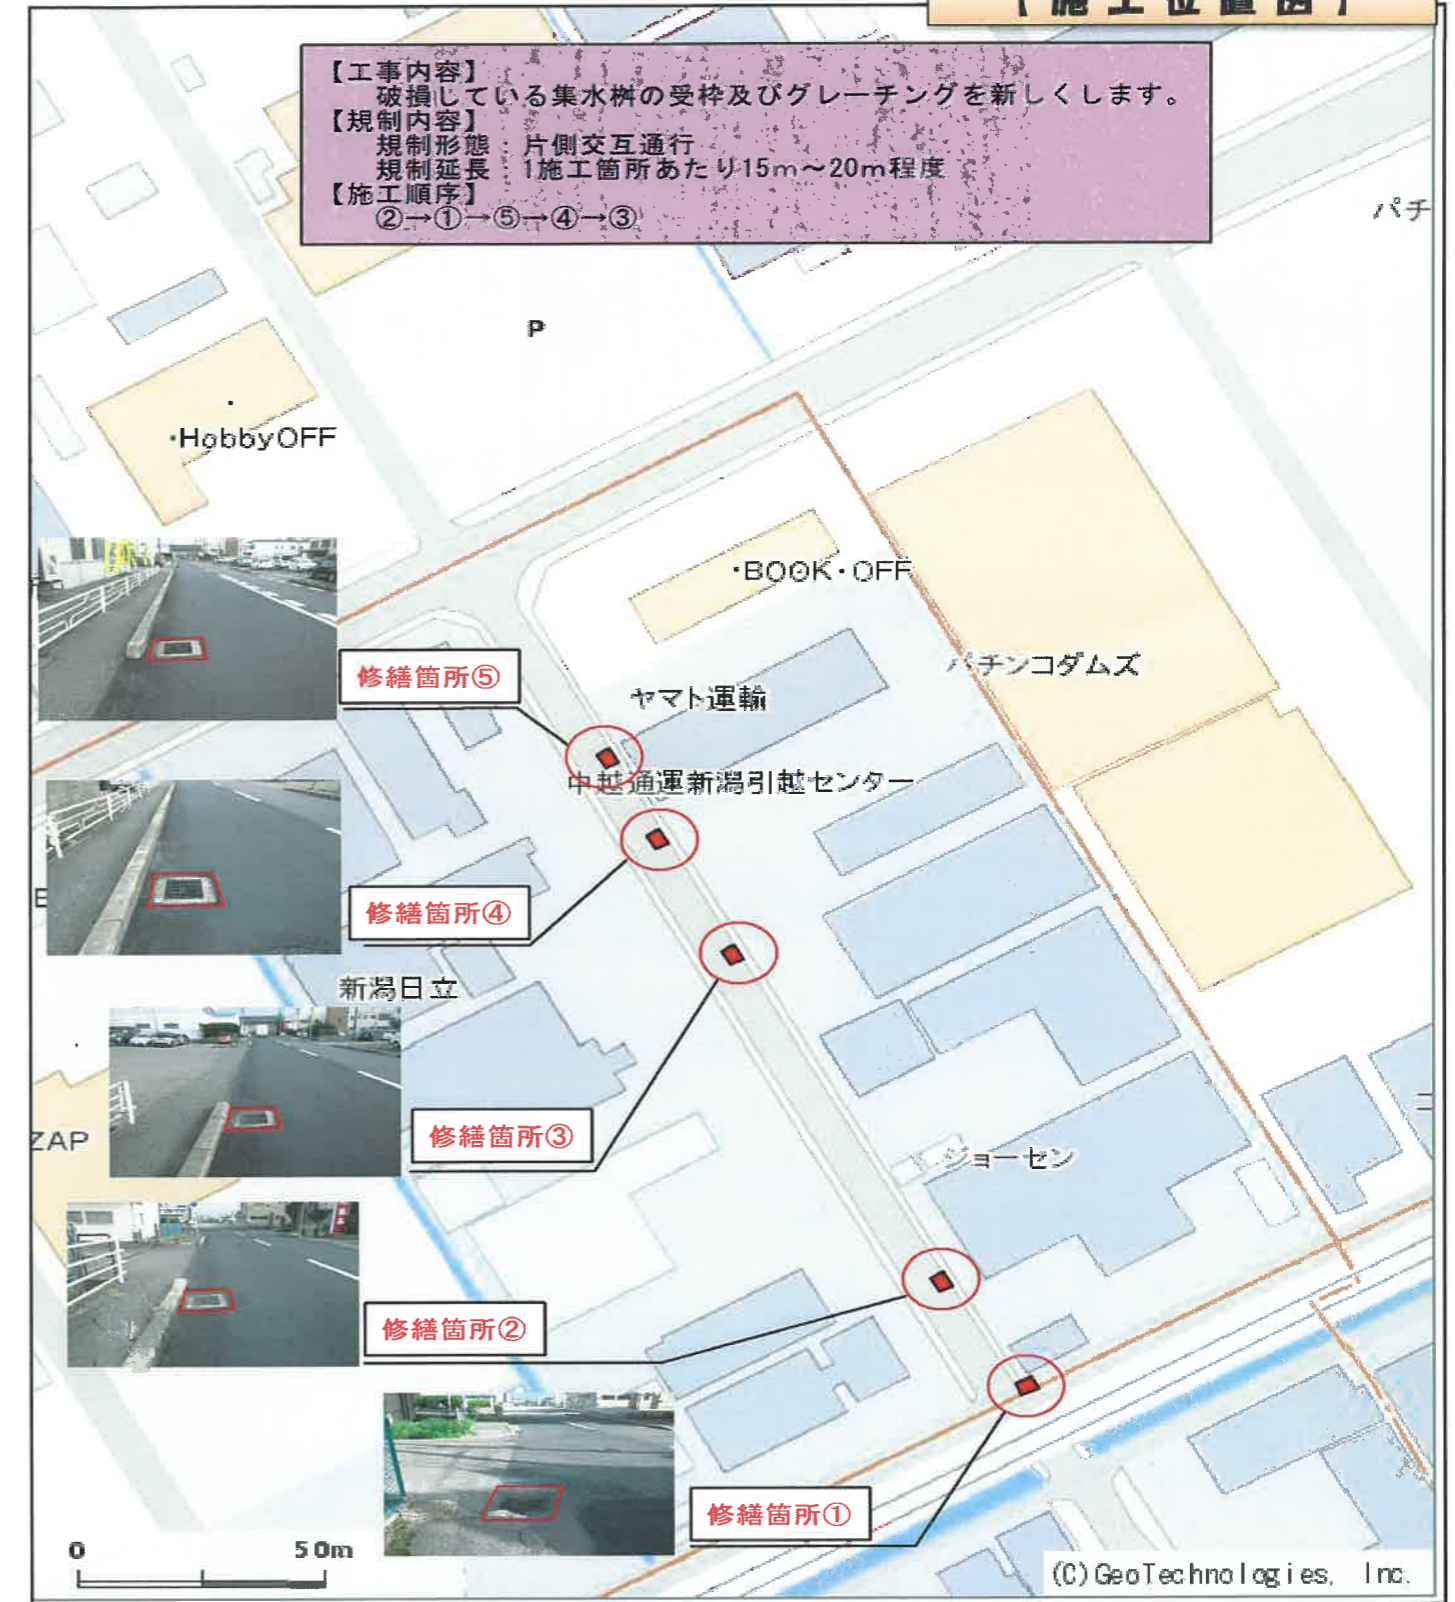 【施工位置図】
【工事内容】
破損している集水桝の受枠及びグレーチングを新しくします。
【規制内容】
規制形態：片側交互通行
規制延長：1施工箇所あたり15m～20m程度
【施工順序】
②→①→⑤→④→③
パチ
P
・HobbyOFF
・BOOK・OFF
パチンコダムズ
修繕箇所⑤
ヤマト運輸
中越通運新潟引越センター
修繕箇所④
新潟日立
修繕箇所③
ZAP
ジョーセン
修繕箇所②
修繕箇所①
0 50m
(C)GeoTechnologies, Inc.